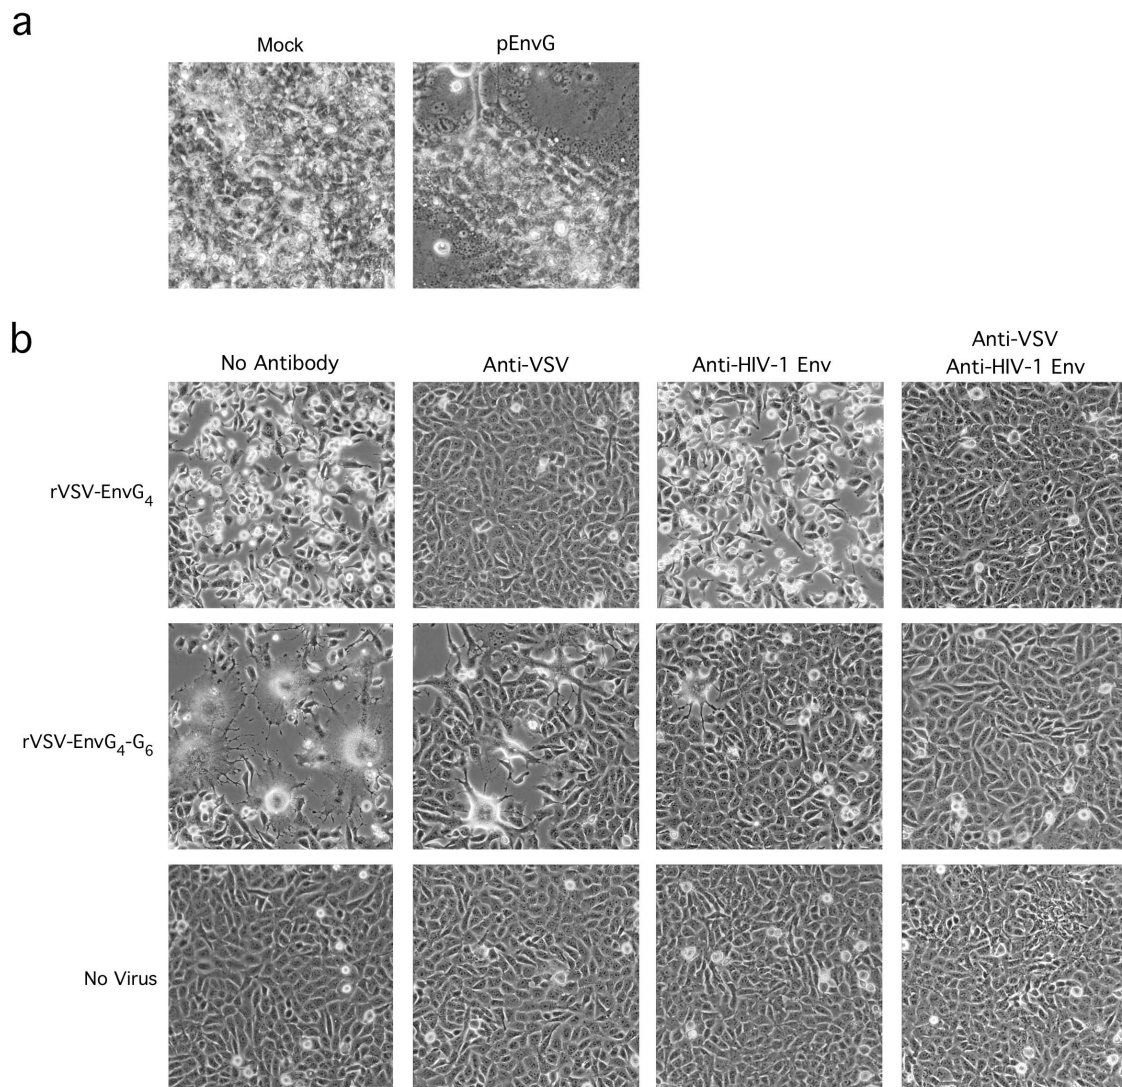 a
Mock
pEnvG
b
No Antibody
Anti-VSV
Anti-HIV-1 Env
Anti-VSV
Anti-HIV-1 Env
rVSV-EnvG4
rVSV-EnvG4-G6
No Virus